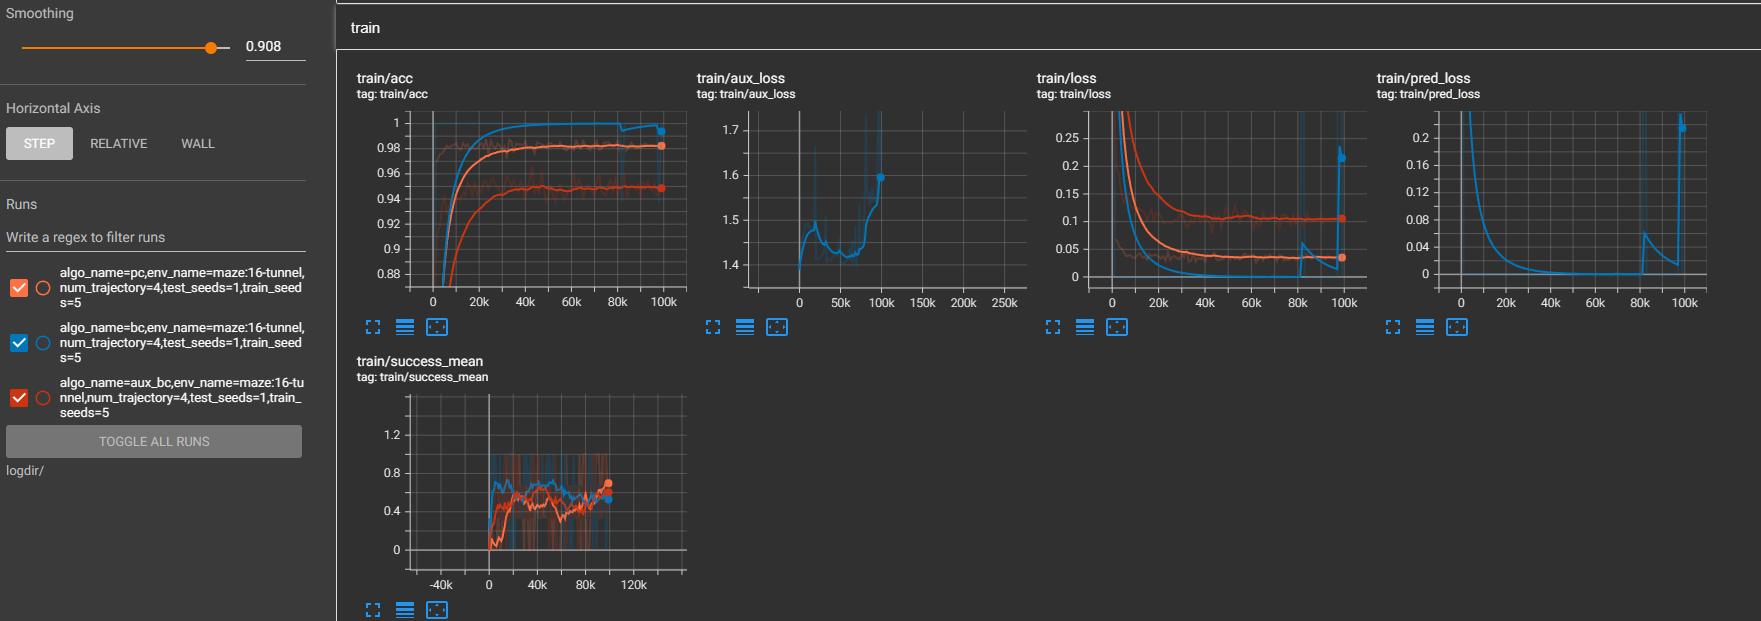 Smoothing
0.908
Horizontal Axis
STEP RELATIVE WALL
Runs
Write a regex to filter runs
algo_name=pc,env_name=maze:16-tunnel,
num_trajectory=4,test_seeds=1,train_seed
s=5
algo_name=bc,env_name=maze:16-tunnel,
num_trajectory=4,test_seeds=1,train_seed
s=5
algo_name=aux_bc,env_name=maze:16-tu
nnel,num_trajectory=4,test_seeds=1,train_
seeds=5
TOGGLE ALL RUNS
logdir/
train
train/acc
tag: train/acc
1
0.98
0.96
0.94
0.92
0.9
0.88
0 20k 40k 60k 80k 100k
train/aux_loss
tag: train/aux_loss
1.7
1.6
1.5
1.4
0 50k 100k 150k 200k 250k
train/loss
tag: train/loss
0.25
0.2
0.15
0.1
0.05
0
0 20k 40k 60k 80k 100k
train/pred_loss
tag: train/pred_loss
0.2
0.16
0.12
0.08
0.04
0
0 20k 40k 60k 80k 100k
train/success_mean
tag: train/success_mean
1.2
0.8
0.4
0
-40k 0 40k 80k 120k